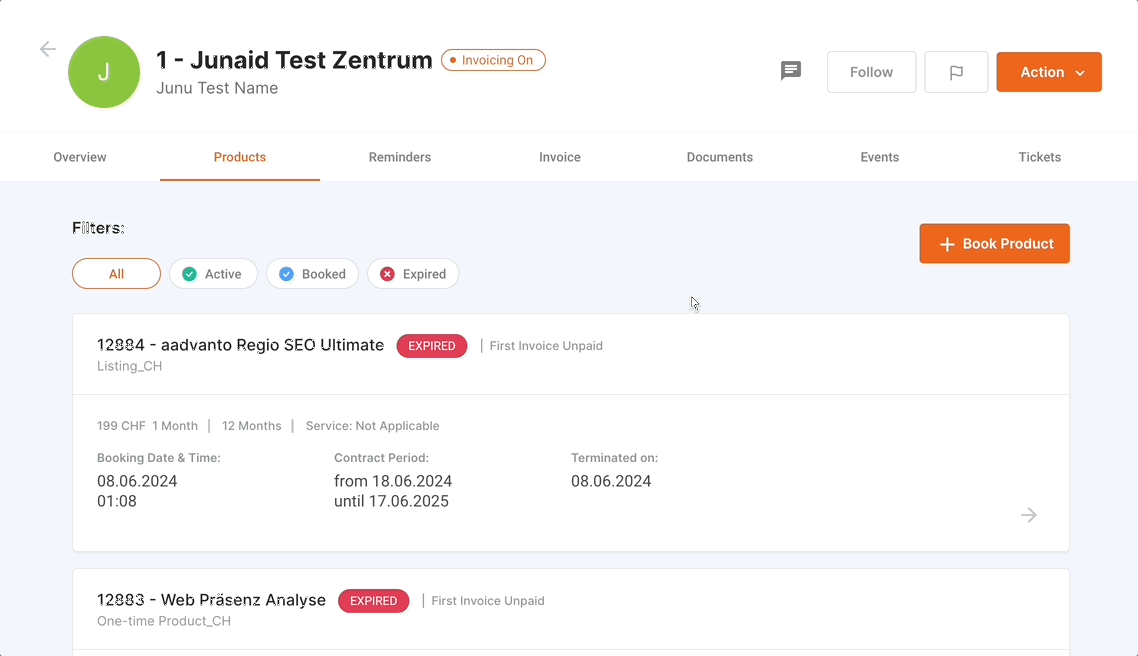 J
1 - Junaid Test Zentrum Invoicing On
Junu Test Name
Follow
Action
Overview Products Reminders Invoice Documents Events Tickets
Filters:
Book Product
All Active Booked Expired
12884 - aadvanto Regio SEO Ultimate EXPIRED | First Invoice Unpaid
Listing_CH
199 CHF 1 Month | 12 Months | Service: Not Applicable
Booking Date & Time: Contract Period: Terminated on:
08.06.2024 from 18.06.2024 08.06.2024
01:08 until 17.06.2025
12883 - Web Präsenz Analyse EXPIRED | First Invoice Unpaid
One-time Product_CH